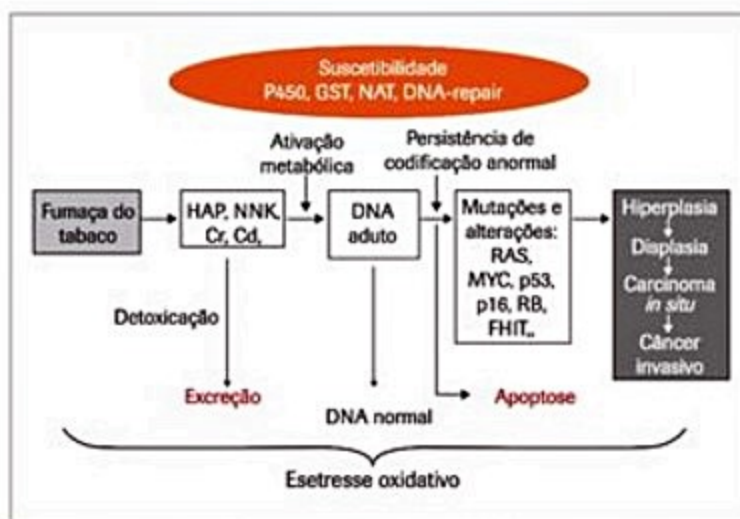 Suscetibilidade
P450, GST, NAT, DNA-repair
Ativação
metabólica
Persistência de
codificação anormal
Fumaça do
tabaco
HAP, NNK,
Cr, Cd,
DNA
aduto
Mutações e
alterações:
RAS,
MYC, p53,
p16, RB,
FHIT,,
Hiperplasia
Displasia
Carcinoma
in situ
Câncer
invasivo
Detoxicação
Excreção
DNA normal
Apoptose
Esetresse oxidativo